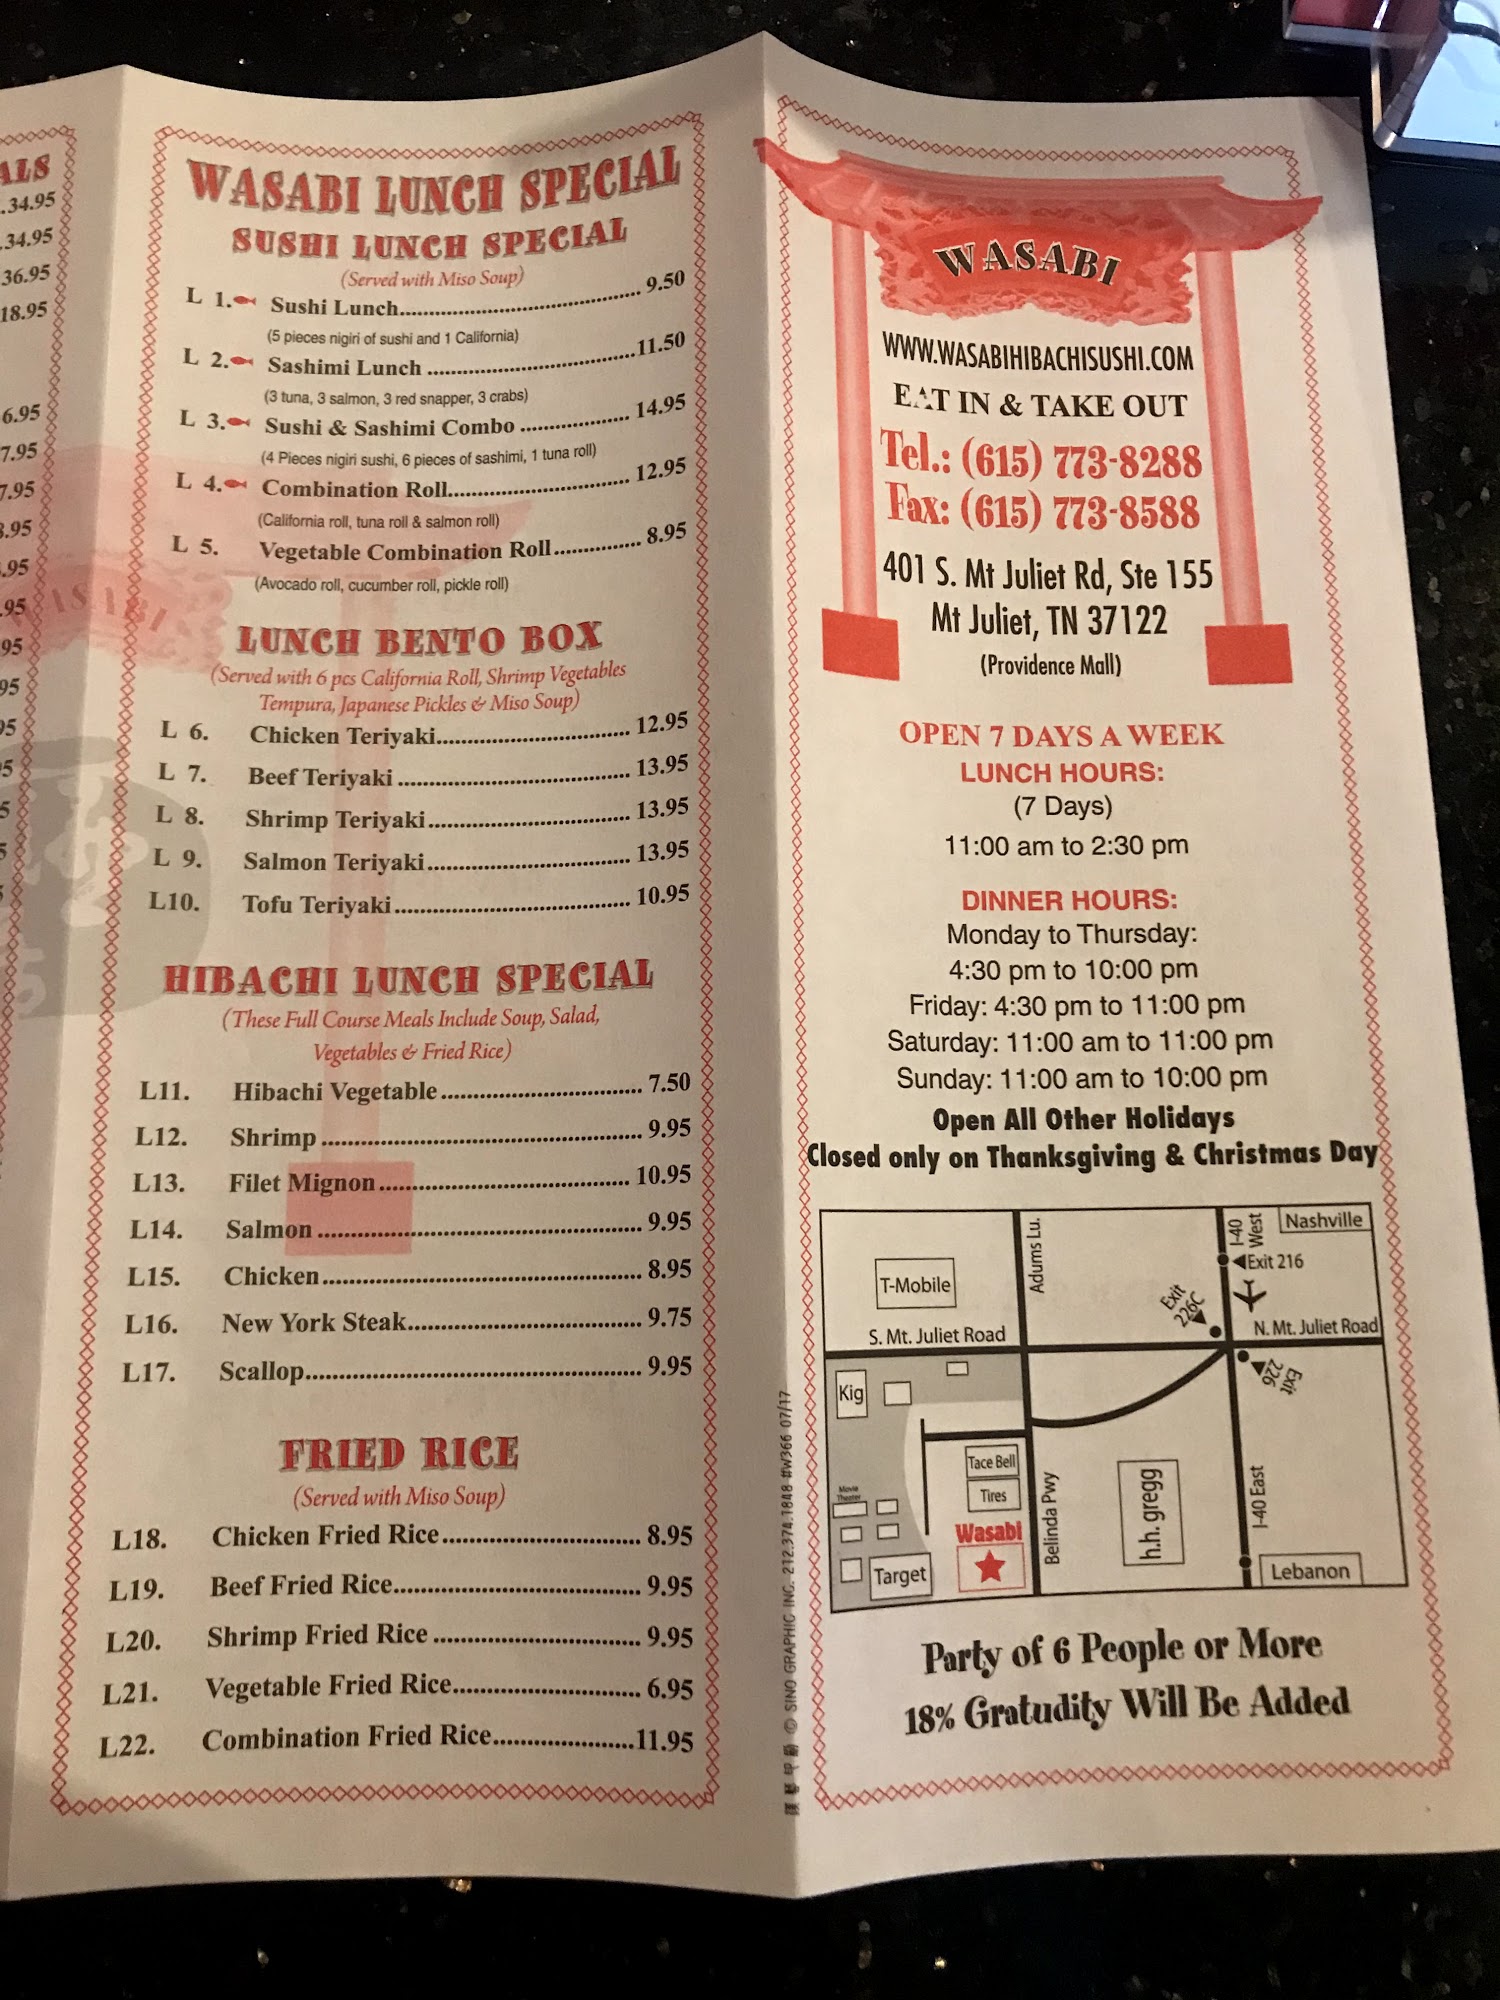 ALS
.34.95
.34.95
36.95
18.95
6.95
7.95
7.95
.95
.95
.95
95
95
WASABI LUNCH SPECIAL
SUSHI LUNCH SPECIAL
(Served with Miso Soup)
L 1. Sushi Lunch 9.50
(5 pieces nigiri of sushi and 1 California)
L 2. Sashimi Lunch 11.50
(3 tuna, 3 salmon, 3 red snapper, 3 crabs)
L 3. Sushi & Sashimi Combo 14.95
(4 Pieces nigiri sushi, 6 pieces of sashimi, 1 tuna roll)
L 4. Combination Roll 12.95
(California roll, tuna roll & salmon roll)
L 5. Vegetable Combination Roll 8.95
(Avocado roll, cucumber roll, pickle roll)
LUNCH BENTO BOX
(Served with 6 pcs California Roll, Shrimp Vegetables
Tempura, Japanese Pickles & Miso Soup)
L 6. Chicken Teriyaki 12.95
L 7. Beef Teriyaki 13.95
L 8. Shrimp Teriyaki 13.95
L 9. Salmon Teriyaki 13.95
L10. Tofu Teriyaki 10.95
HIBACHI LUNCH SPECIAL
(These Full Course Meals Include Soup, Salad,
Vegetables & Fried Rice)
L11. Hibachi Vegetable 7.50
L12. Shrimp 9.95
L13. Filet Mignon 10.95
L14. Salmon 9.95
L15. Chicken 8.95
L16. New York Steak 9.75
L17. Scallop 9.95
FRIED RICE
(Served with Miso Soup)
L18. Chicken Fried Rice 8.95
L19. Beef Fried Rice 9.95
L20. Shrimp Fried Rice 9.95
L21. Vegetable Fried Rice 6.95
L22. Combination Fried Rice 11.95
© SINO GRAPHIC INC. 212.374.1848 #w366 07/17
WASABI
WWW.WASABIHIBACHISUSHI.COM
EAT IN & TAKE OUT
Tel.: (615) 773-8288
Fax: (615) 773-8588
401 S. Mt Juliet Rd, Ste 155
Mt Juliet, TN 37122
(Providence Mall)
OPEN 7 DAYS A WEEK
LUNCH HOURS:
(7 Days)
11:00 am to 2:30 pm
DINNER HOURS:
Monday to Thursday:
4:30 pm to 10:00 pm
Friday: 4:30 pm to 11:00 pm
Saturday: 11:00 am to 11:00 pm
Sunday: 11:00 am to 10:00 pm
Open All Other Holidays
Closed only on Thanksgiving & Christmas Day
Adums Lu.
I-40
West
Nashville
Exit 216
T-Mobile
Exit
226C
S. Mt. Juliet Road
N. Mt. Juliet Road
Exit
226
Kig
Tace Bell
Tires
Movie
Theater
Wasabi
Target
Belinda Pwy
h.h. gregg
I-40 East
Lebanon
Party of 6 People or More
18% Gratudity Will Be Added